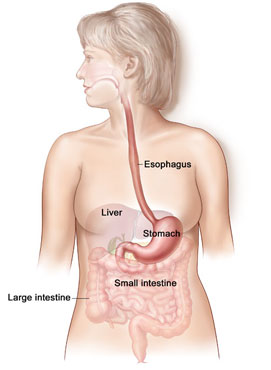 Esophagus
Liver
Stomach
Small intestine
Large intestine